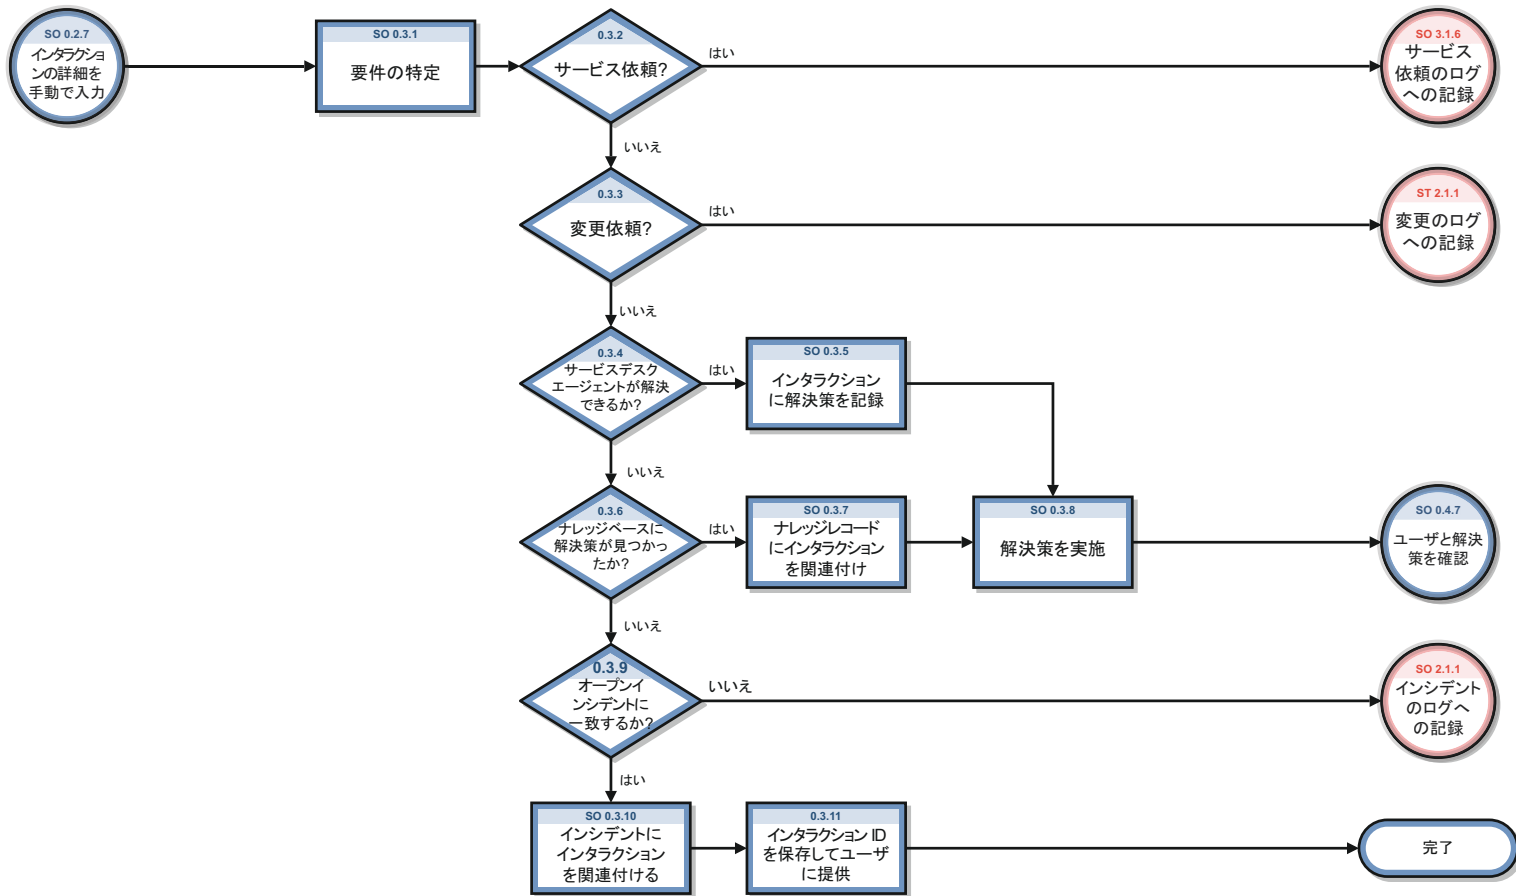 SO 0.2.7
インタラクショ
ンの詳細を
手動で入力
SO 0.3.1
要件の特定
0.3.2
サービス依頼?
はい
SO 3.1.6
サービス
依頼のログ
への記録
いいえ
0.3.3
変更依頼?
はい
ST 2.1.1
変更のログ
への記録
いいえ
0.3.4
サービスデスク
エージェントが解決
できるか?
はい
SO 0.3.5
インタラクション
に解決策を記録
いいえ
0.3.6
ナレッジベースに
解決策が見つかっ
たか?
はい
SO 0.3.7
ナレッジレコード
にインタラクション
を関連付け
SO 0.3.8
解決策を実施
SO 0.4.7
ユーザと解決
策を確認
いいえ
0.3.9
オープンイ
ンシデントに
一致するか?
いいえ
SO 2.1.1
インシデント
のログへ
の記録
はい
SO 0.3.10
インシデントに
インタラクション
を関連付ける
0.3.11
インタラクション ID
を保存してユーザ
に提供
完了